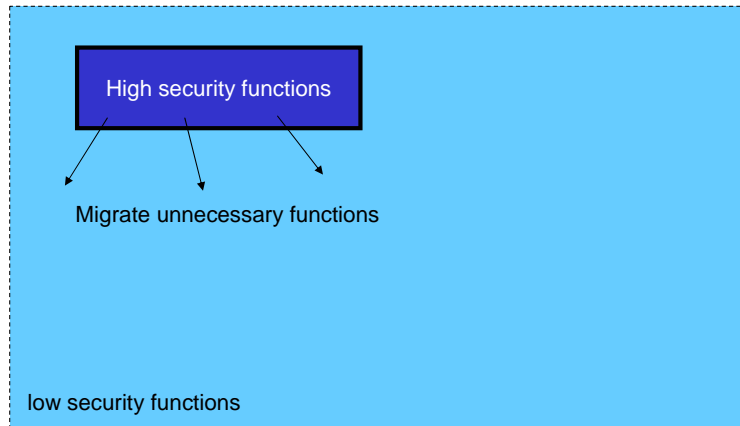 High security functions
Migrate unnecessary functions
low security functions